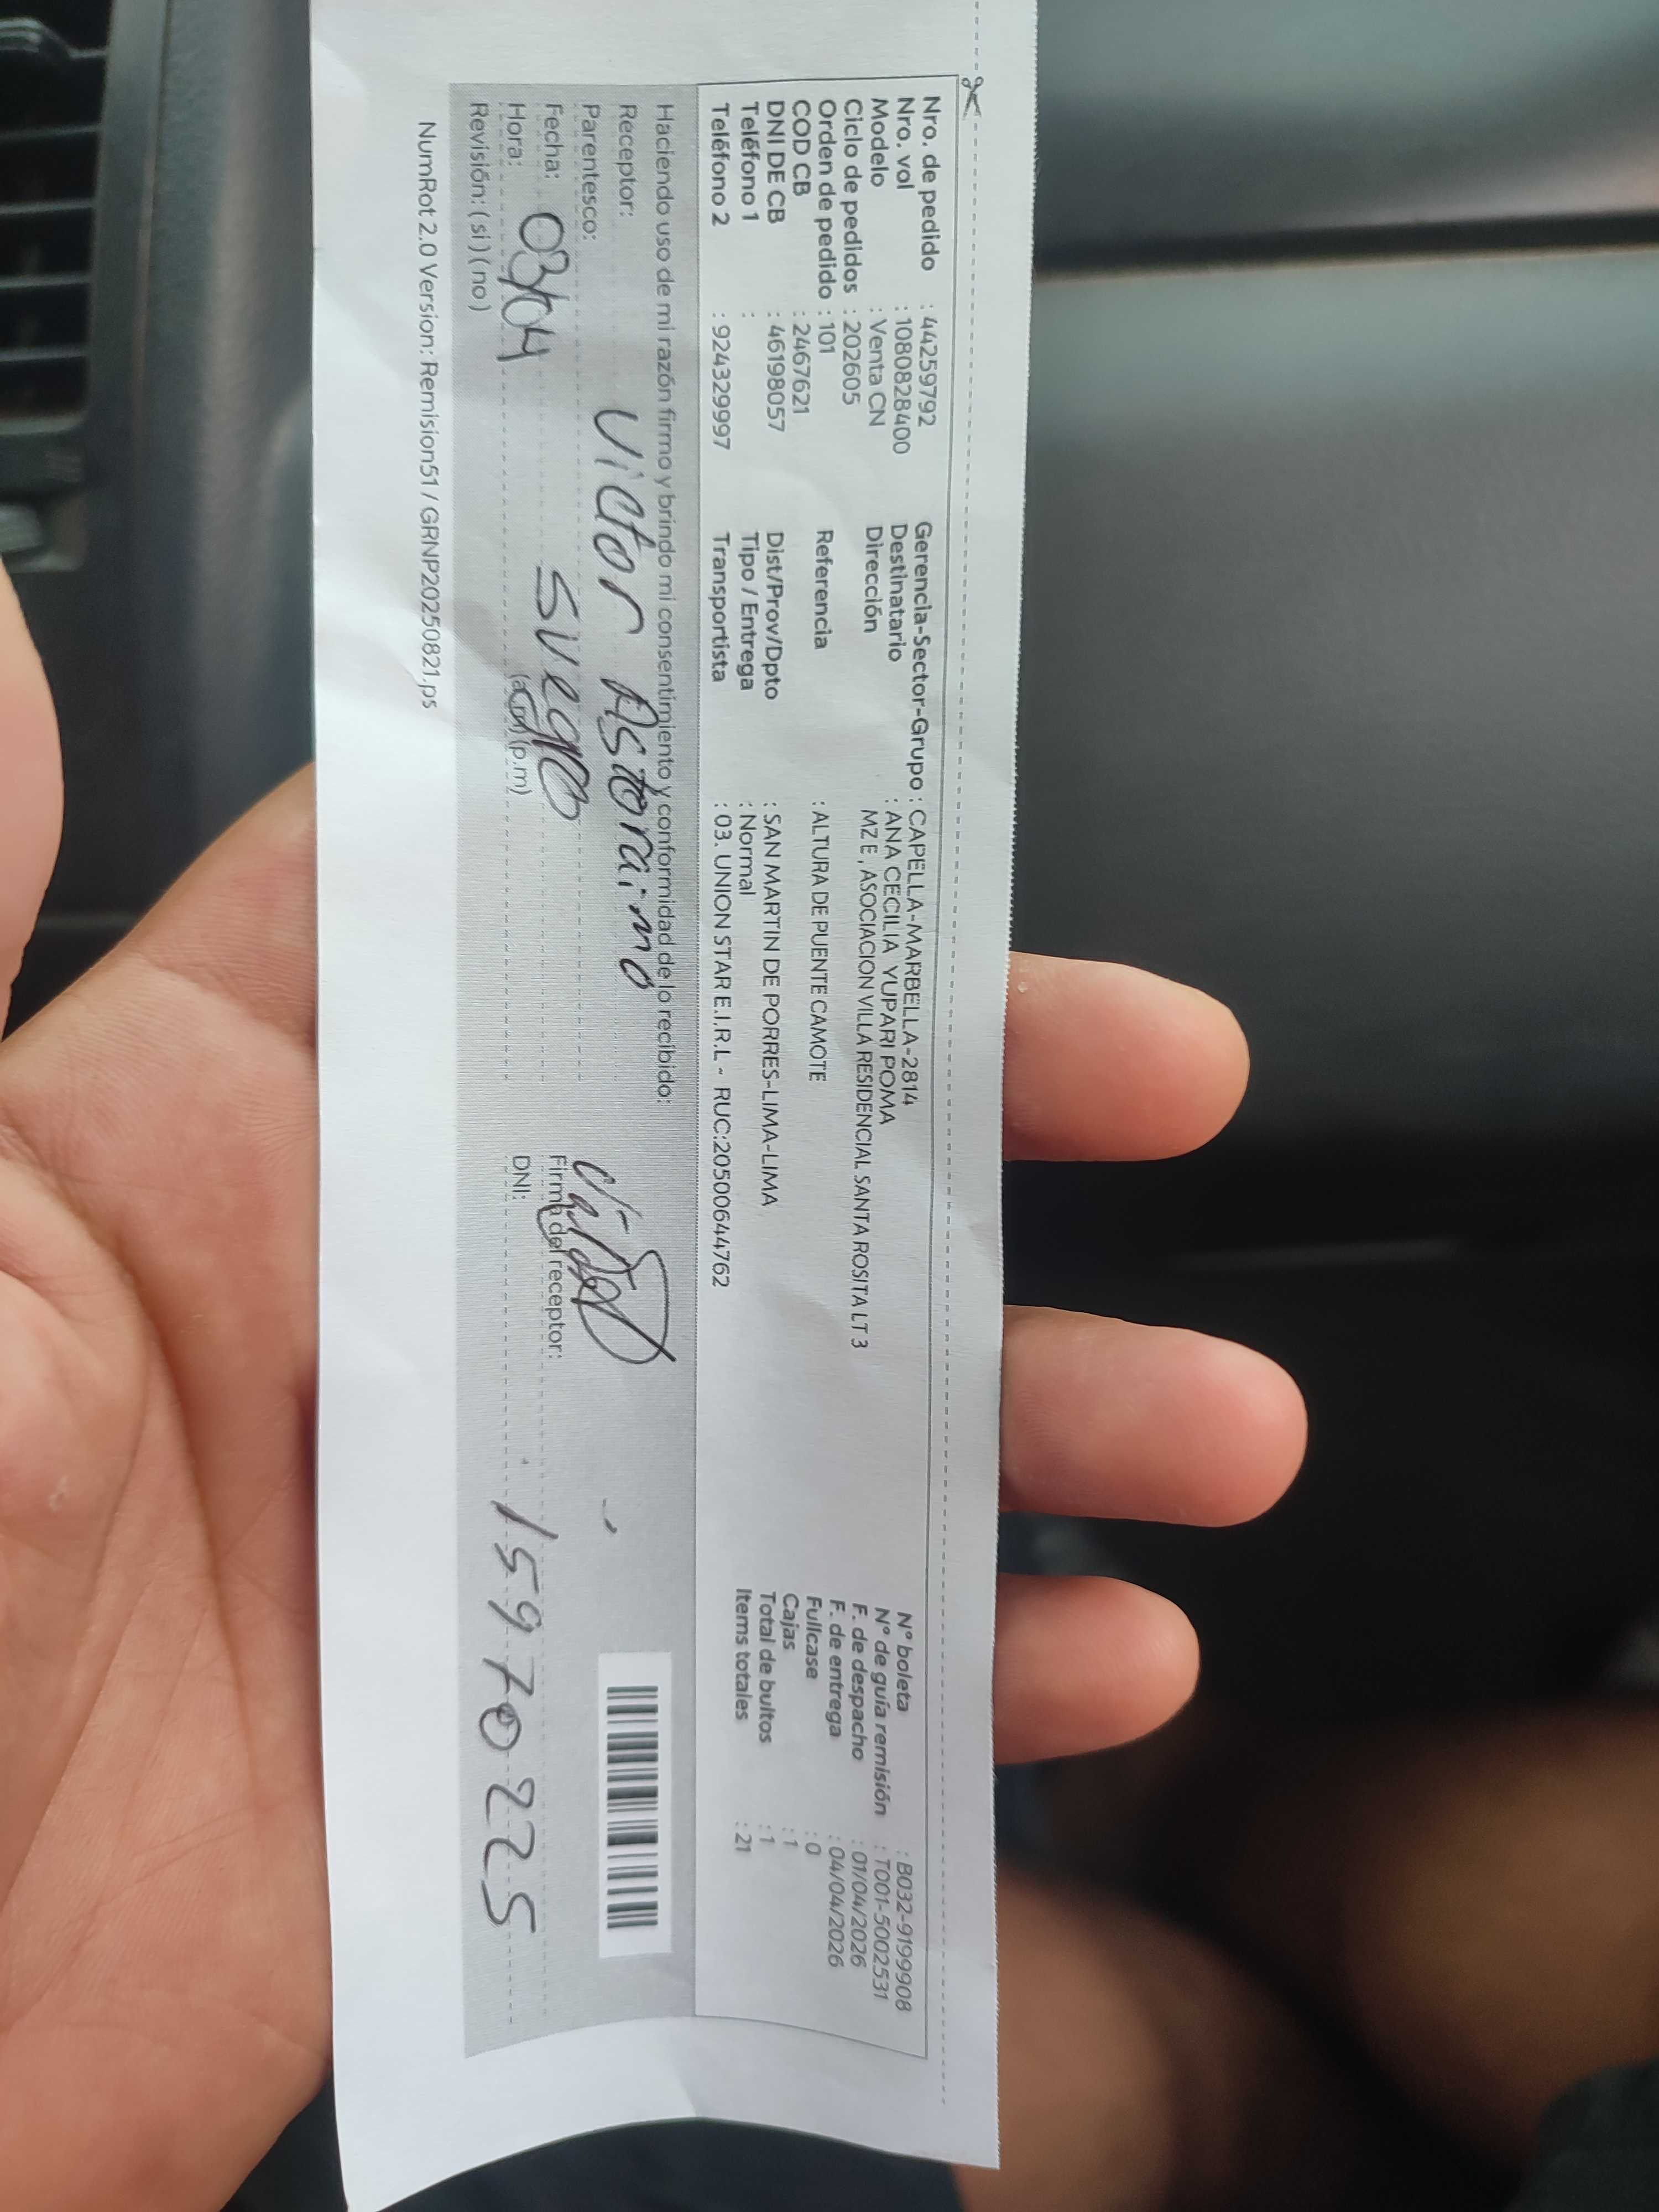 Nro. de pedido : 44259792
Nro. vol : 1080828400
Modelo : Venta CN
Ciclo de pedidos : 202605
Orden de pedido : 101
COD CB : 2467621
DNI DE CB : 46198057
Teléfono 1 :
Teléfono 2 : 924329997
Gerencia-Sector-Grupo : CAPELLA-MARBELLA-2814
Destinatario : ANA CECILIA YUPARI POMA
Dirección MZ E , ASOCIACION VILLA RESIDENCIAL SANTA ROSITA LT 3
Referencia : ALTURA DE PUENTE CAMOTE
Dist/Prov/Dpto : SAN MARTIN DE PORRES-LIMA-LIMA
Tipo / Entrega : Normal
Transportista : 03. UNION STAR E.I.R.L - RUC:20500644762
N° boleta : B032-9199908
N° de guía remisión : T001-5002531
F. de despacho : 01/04/2026
F. de entrega : 04/04/2026
Fullcase : 0
Cajas : 1
Total de bultos : 1
Items totales : 21
Haciendo uso de mi razón firmo y brindo mi consentimiento y conformidad de lo recibido:
Receptor: Victor Astoraimo
Parentesco: Suegro
Fecha: 03/04
Hora: (a.m) (p.m)
Revisión: ( si ) ( no )
Firma del receptor:
DNI: 15970225
NumRot 2.0 Version: Remision51 / GRNP20250821.ps